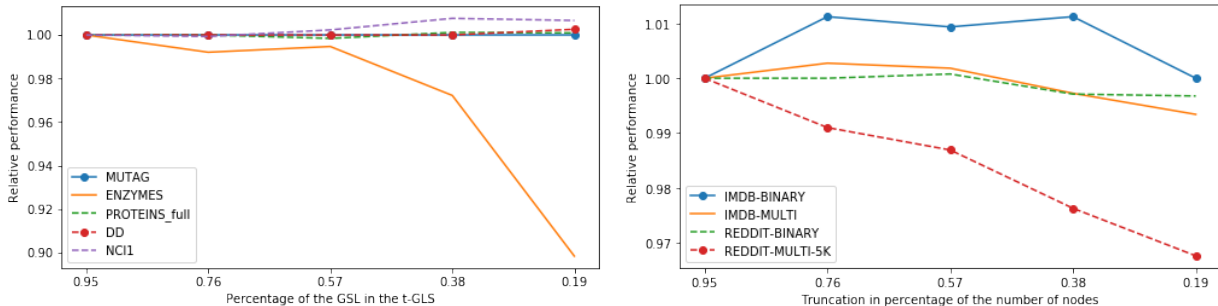 Relative performance
1.00
0.98
0.96
0.94
0.92
0.90
MUTAG
ENZYMES
PROTEINS_full
DD
NCI1
0.95 0.76 0.57 0.38 0.19
Percentage of the GSL in the t-GLS
Relative performance
1.01
1.00
0.99
0.98
0.97
IMDB-BINARY
IMDB-MULTI
REDDIT-BINARY
REDDIT-MULTI-5K
0.95 0.76 0.57 0.38 0.19
Truncation in percentage of the number of nodes